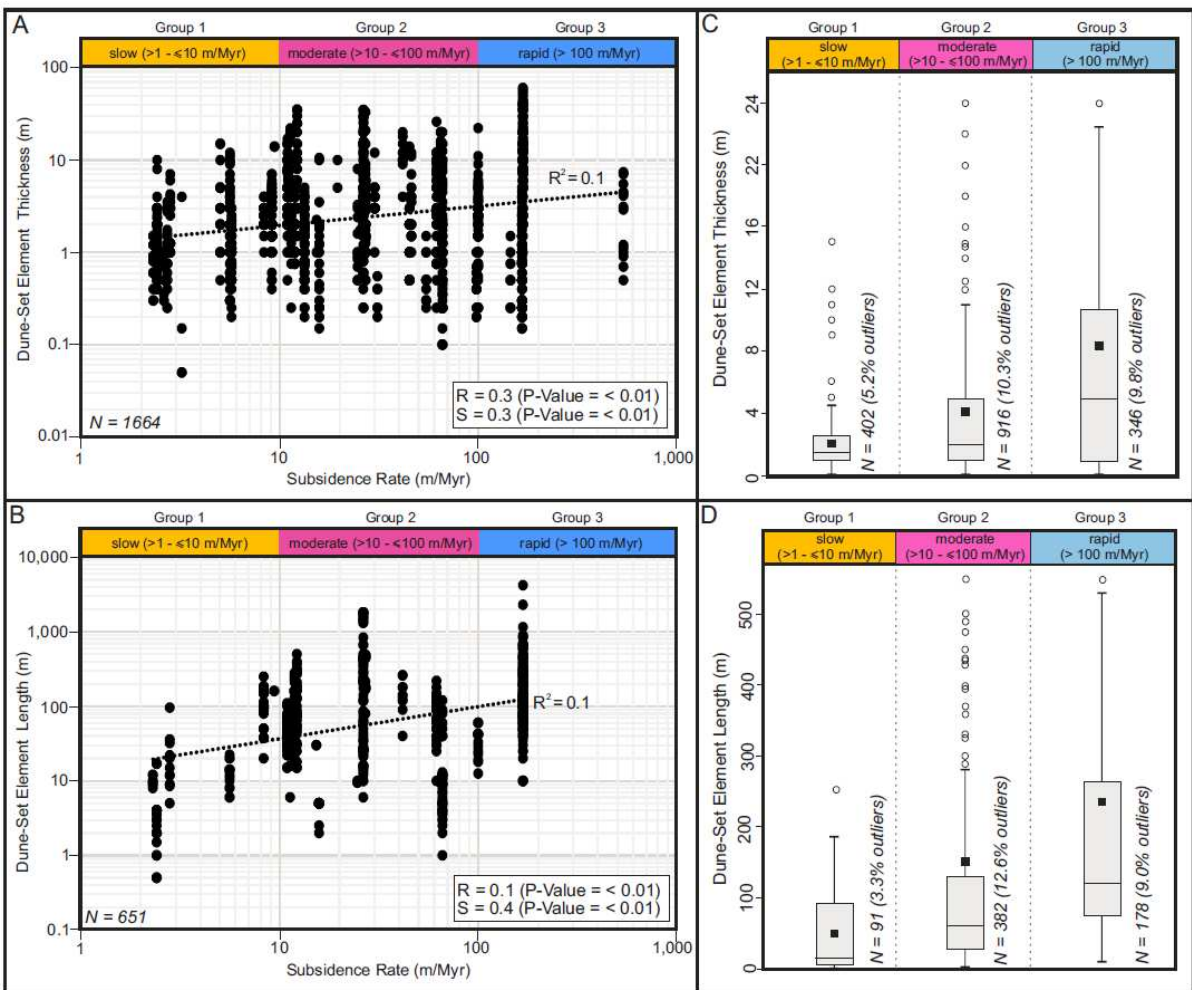 A
Group 1
Group 2
Group 3
slow (>1 - ⩽10 m/Myr)
moderate (>10 - ⩽100 m/Myr)
rapid (> 100 m/Myr)
100
10
1
0.1
0.01
Dune-Set Element Thickness (m)
R² = 0.1
R = 0.3 (P-Value = < 0.01)
S = 0.3 (P-Value = < 0.01)
N = 1664
1
10
100
1,000
Subsidence Rate (m/Myr)
B
Group 1
Group 2
Group 3
slow (>1 - ⩽10 m/Myr)
moderate (>10 - ⩽100 m/Myr)
rapid (> 100 m/Myr)
10,000
1,000
100
10
1
0.1
Dune-Set Element Length (m)
R² = 0.1
R = 0.1 (P-Value = < 0.01)
S = 0.4 (P-Value = < 0.01)
N = 651
1
10
100
1,000
Subsidence Rate (m/Myr)
C
Group 1
Group 2
Group 3
slow
(>1 - ⩽10 m/Myr)
moderate
(>10 - ⩽100 m/Myr)
rapid
(> 100 m/Myr)
24
22
16
12
8
4
0
Dune-Set Element Thickness (m)
N = 402 (5.2% outliers)
N = 916 (10.3% outliers)
N = 346 (9.8% outliers)
D
Group 1
Group 2
Group 3
slow
(>1 - ⩽10 m/Myr)
moderate
(>10 - ⩽100 m/Myr)
rapid
(> 100 m/Myr)
500
400
300
200
100
0
Dune-Set Element Length (m)
N = 91 (3.3% outliers)
N = 382 (12.6% outliers)
N = 178 (9.0% outliers)